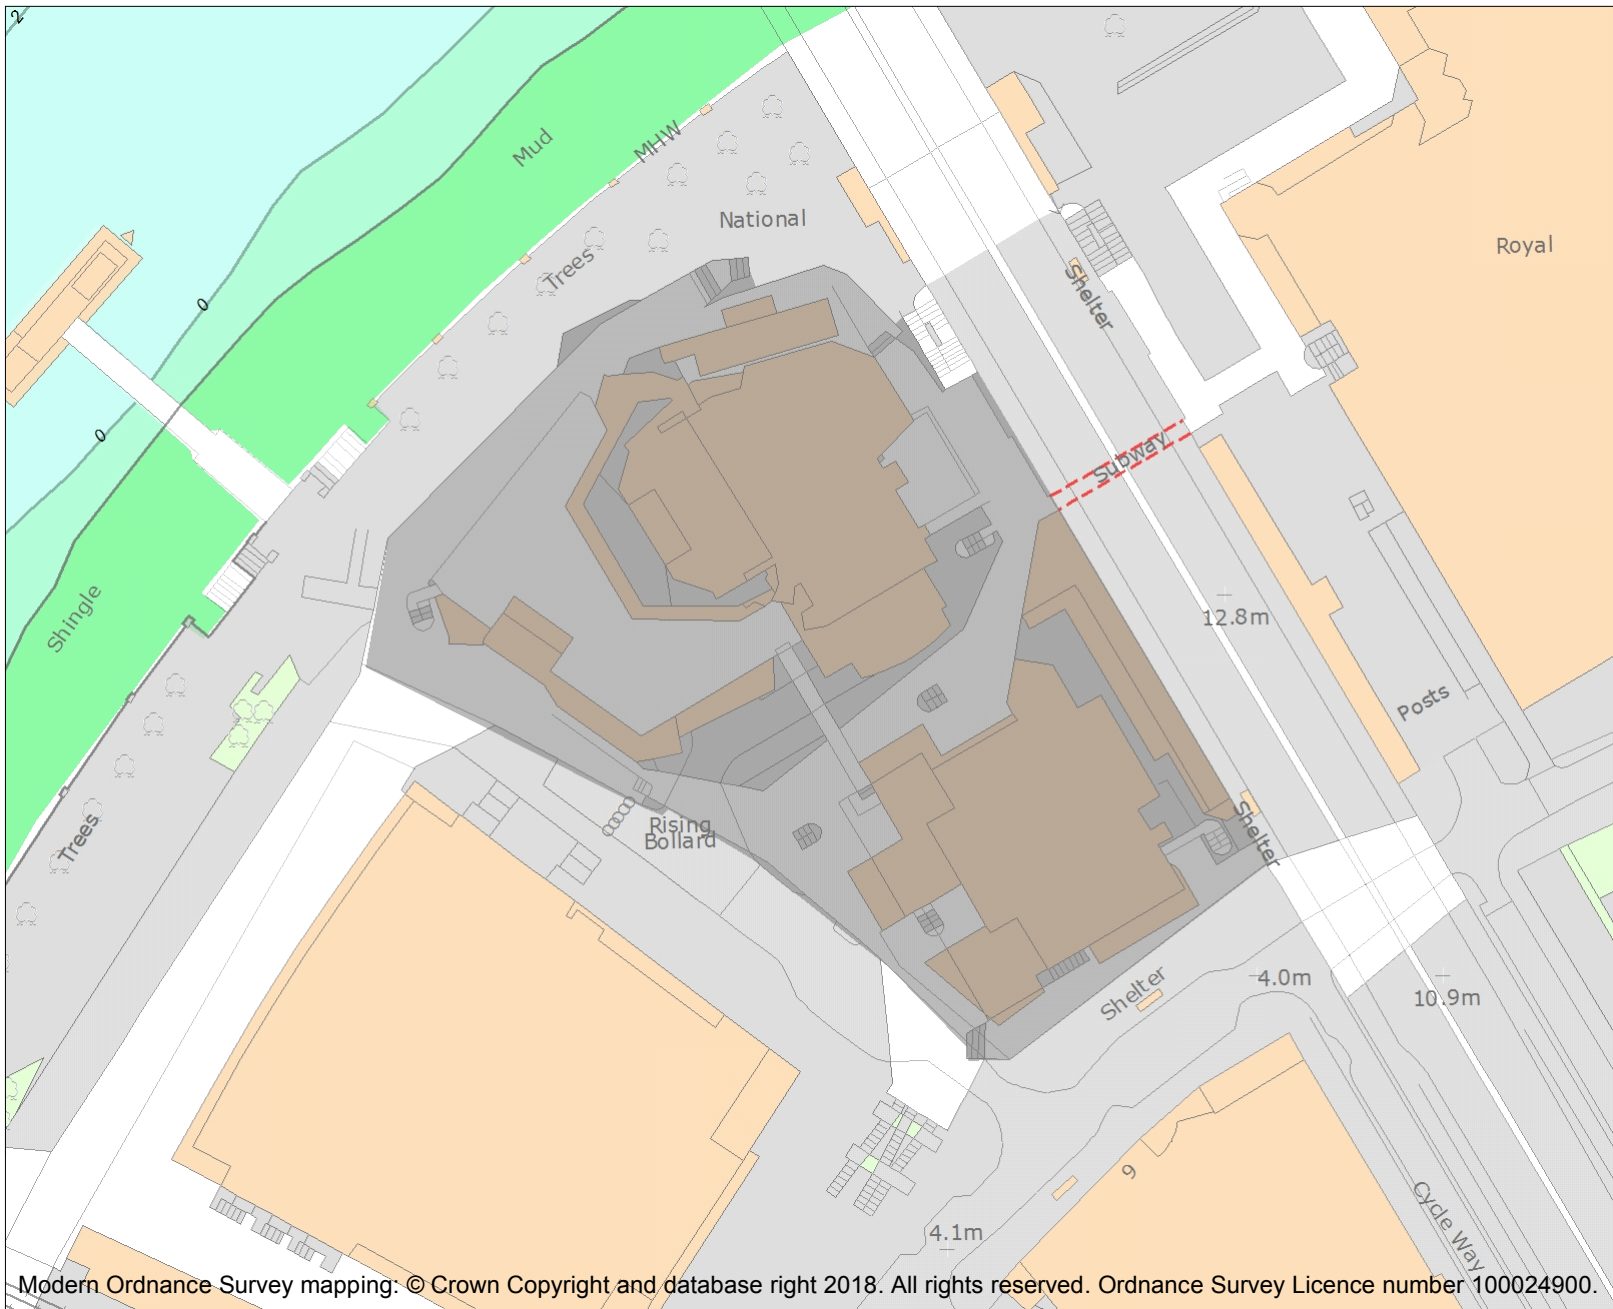 2
Mud
MHW
National
Royal
Trees
Shelter
0
0
Subway
Shingle
12.8m
Posts
Trees
Rising
Bollard
Shelter
Shelter
4.0m
10.9m
9
Cycle Way
4.1m
Modern Ordnance Survey mapping: © Crown Copyright and database right 2018. All rights reserved. Ordnance Survey Licence number 100024900.